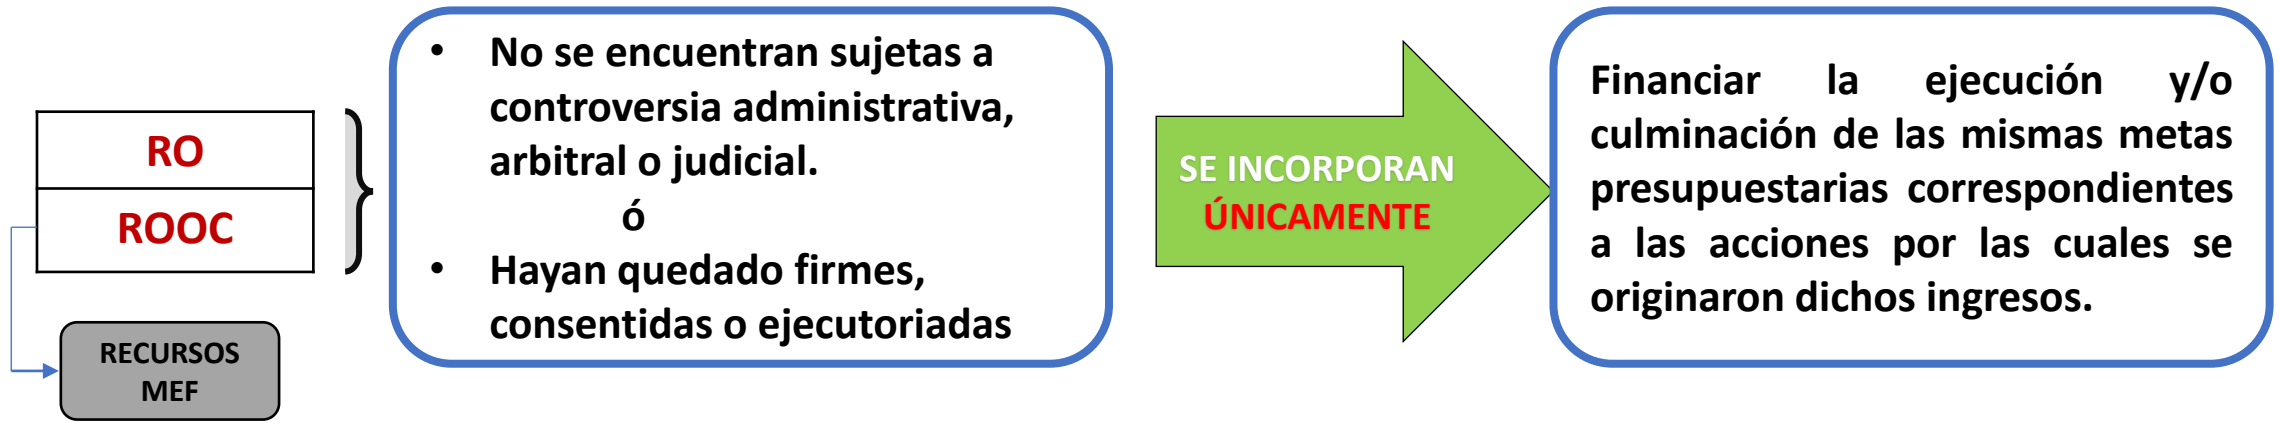 RO
ROOC
RECURSOS
MEF
• No se encuentran sujetas a
controversia administrativa,
arbitral o judicial.
ó
• Hayan quedado firmes,
consentidas o ejecutoriadas
SE INCORPORAN
ÚNICAMENTE
Financiar la ejecución y/o
culminación de las mismas metas
presupuestarias correspondientes
a las acciones por las cuales se
originaron dichos ingresos.